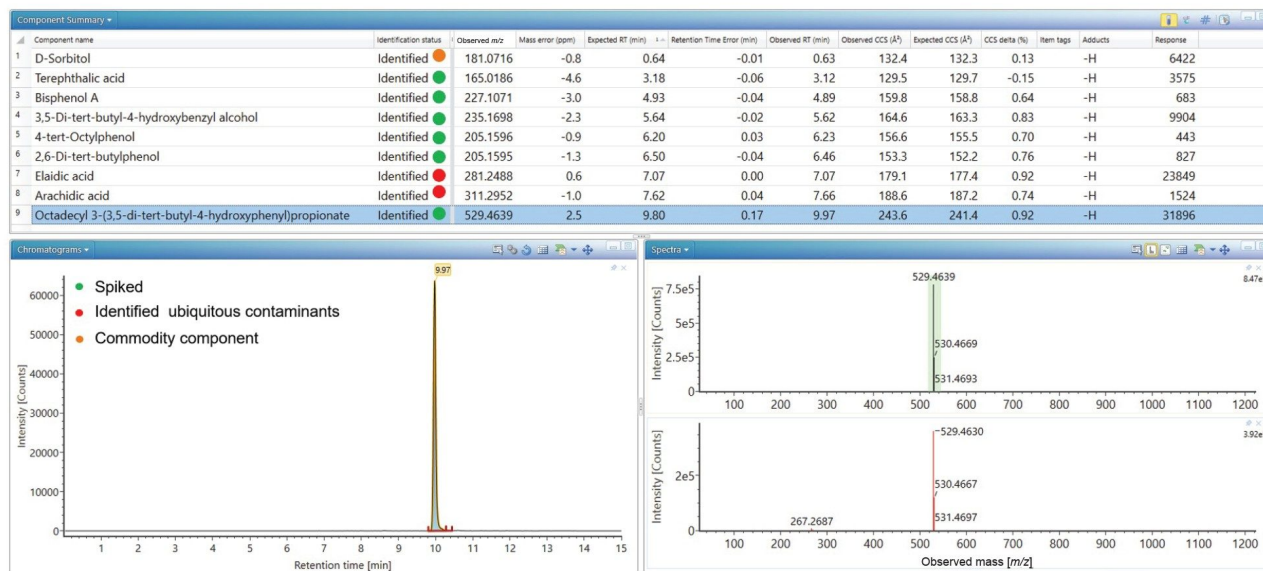 Component Summary
Component name Identification status Observed m/z Mass error (ppm) Expected RT (min) Retention Time Error (min) Observed RT (min) Observed CCS (Å²) Expected CCS (Å²) CCS delta (%) Item tags Adducts Response
1 D-Sorbitol Identified 181.0716 -0.8 0.64 -0.01 0.63 132.4 132.3 0.13 -H 6422
2 Terephthalic acid Identified 165.0186 -4.6 3.18 -0.06 3.12 129.5 129.7 -0.15 -H 3575
3 Bisphenol A Identified 227.1071 -3.0 4.93 -0.04 4.89 159.8 158.8 0.64 -H 683
4 3,5-Di-tert-butyl-4-hydroxybenzyl alcohol Identified 235.1698 -2.3 5.64 -0.02 5.62 164.6 163.3 0.83 -H 9904
5 4-tert-Octylphenol Identified 205.1596 -0.9 6.20 0.03 6.23 156.6 155.5 0.70 -H 443
6 2,6-Di-tert-butylphenol Identified 205.1595 -1.3 6.50 -0.04 6.46 153.3 152.2 0.76 -H 827
7 Elaidic acid Identified 281.2488 0.6 7.07 0.00 7.07 179.1 177.4 0.92 -H 23849
8 Arachidic acid Identified 311.2952 -1.0 7.62 0.04 7.66 188.6 187.2 0.74 -H 1524
9 Octadecyl 3-(3,5-di-tert-butyl-4-hydroxyphenyl)propionate Identified 529.4639 2.5 9.80 0.17 9.97 243.6 241.4 0.92 -H 31896
Chromatograms
9.97
Spiked
Identified ubiquitous contaminants
Commodity component
Intensity [Counts]
60000
50000
40000
30000
20000
10000
0
1 2 3 4 5 6 7 8 9 10 11 12 13 14 15
Retention time [min]
Spectra
529.4639
8.47e
7.5e5
530.4669
5e5
2.5e5
531.4693
0
Intensity [Counts]
100 200 300 400 500 600 700 800 900 1000 1100 1200
3.92e
529.4630
2e5
530.4667
531.4697
267.2687
0
Intensity [Counts]
100 200 300 400 500 600 700 800 900 1000 1100 1200
Observed mass [m/z]